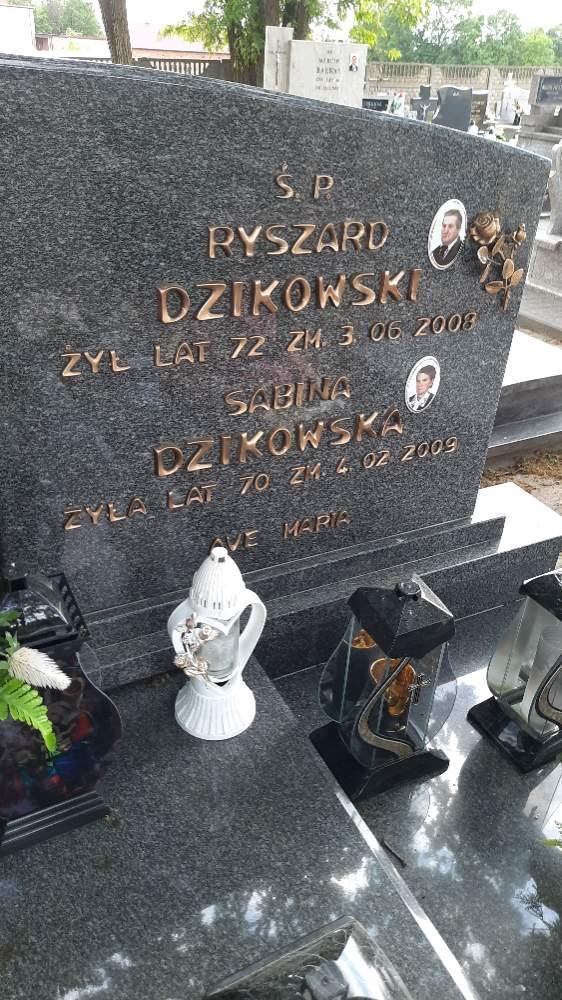 Ś. P.
RYSZARD
DZIKOWSKI
ŻYŁ LAT 72 ZM. 3. 06. 2008
SABINA
DZIKOWSKA
ŻYŁA LAT 70 ZM. 4. 02. 2009
AVE MARIA